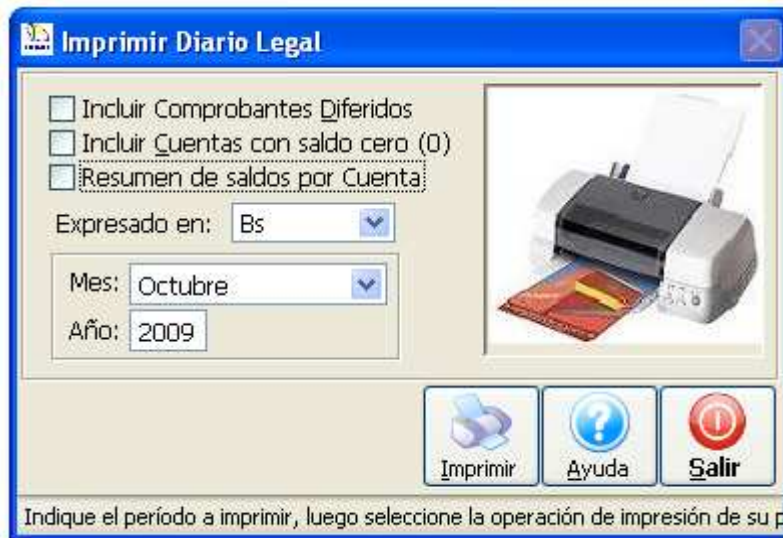 Imprimir Diario Legal
Incluir Comprobantes Diferidos
Incluir Cuentas con saldo cero (0)
Resumen de saldos por Cuenta
Expresado en: Bs
Mes: Octubre
Año: 2009
Imprimir Ayuda Salir
Indique el período a imprimir, luego seleccione la operación de impresión de su